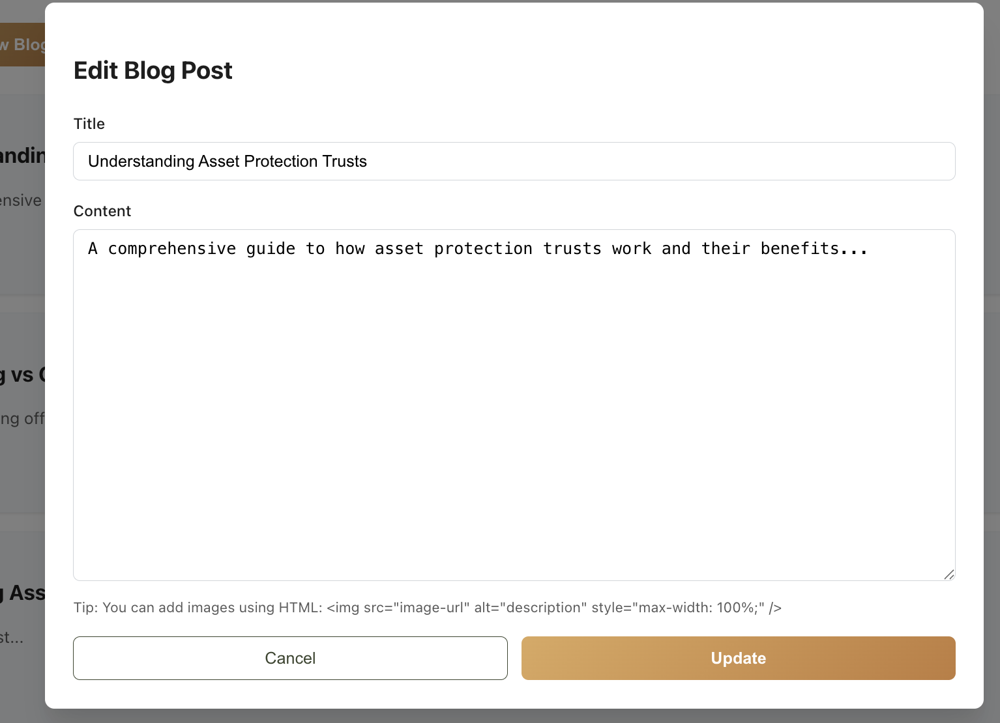 w Blog
Edit Blog Post
Title
anding
Understanding Asset Protection Trusts
ensive
Content
A comprehensive guide to how asset protection trusts work and their benefits...
g vs
ng off
g Ass
Tip: You can add images using HTML: <img src="image-url" alt="description" style="max-width: 100%;" />
st...
Cancel
Update